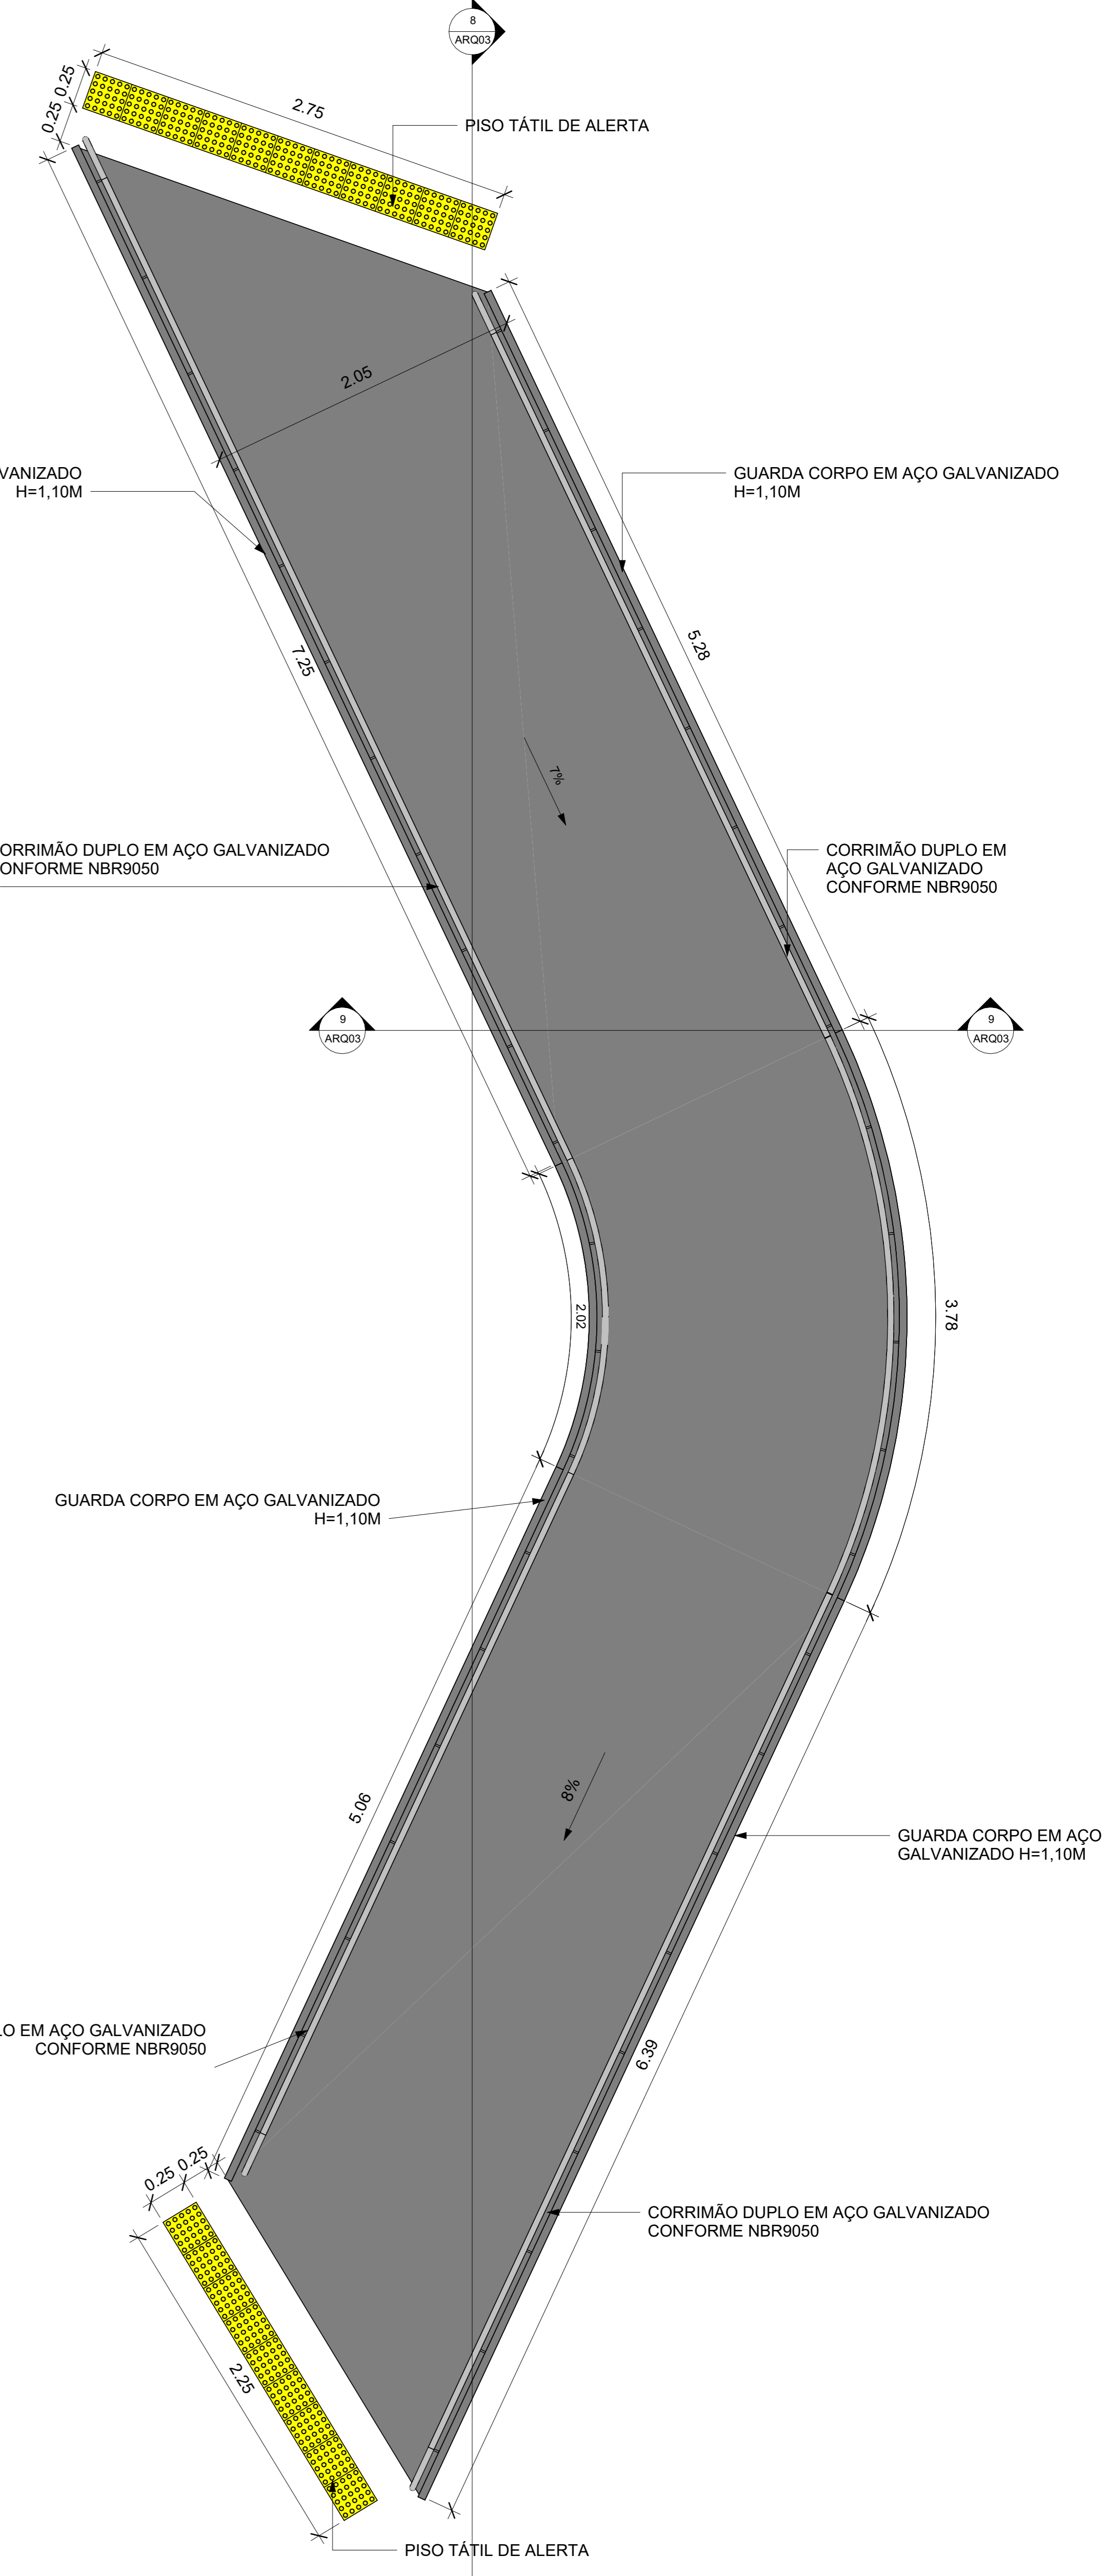 8
ARQ03
0.25
0.25
2.75
PISO TÁTIL DE ALERTA
2.05
VANIZADO
H=1,10M
GUARDA CORPO EM AÇO GALVANIZADO
H=1,10M
7.25
5.28
7%
ORRIMÃO DUPLO EM AÇO GALVANIZADO
ONFORME NBR9050
CORRIMÃO DUPLO EM
AÇO GALVANIZADO
CONFORME NBR9050
9
ARQ03
9
ARQ03
2.02
3.78
GUARDA CORPO EM AÇO GALVANIZADO
H=1,10M
8%
5.06
GUARDA CORPO EM AÇO
GALVANIZADO H=1,10M
LO EM AÇO GALVANIZADO
CONFORME NBR9050
6.39
0.25
0.25
CORRIMÃO DUPLO EM AÇO GALVANIZADO
CONFORME NBR9050
2.25
PISO TÁTIL DE ALERTA